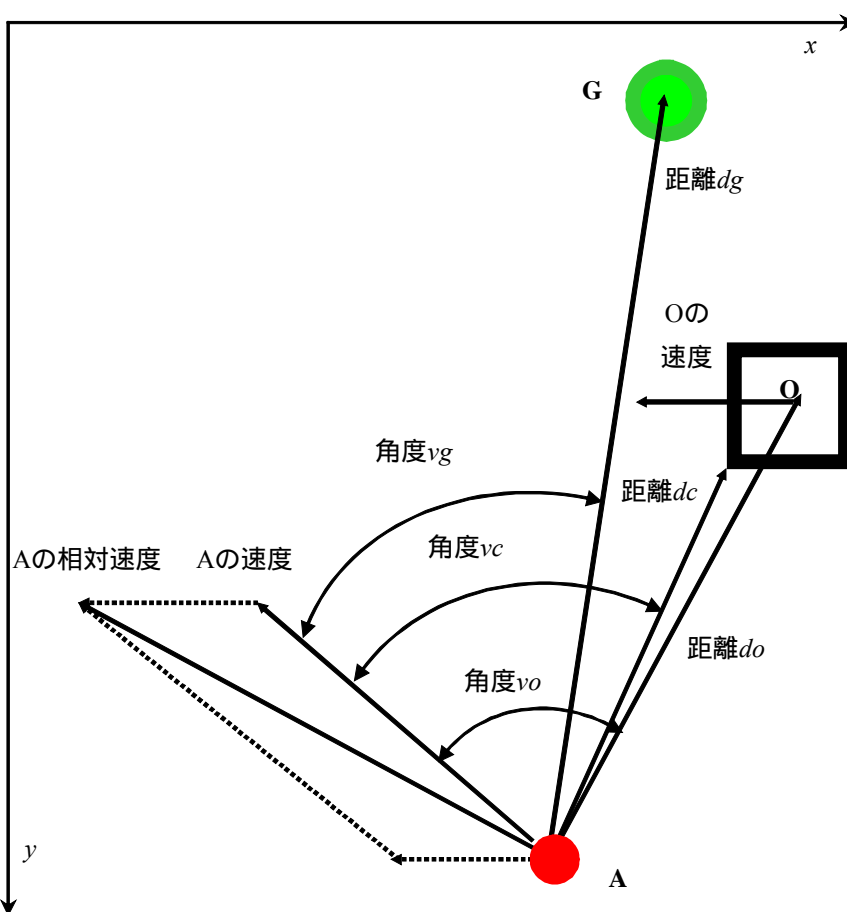 x
G
距離dg
Oの
速度
O
角度vg
距離dc
角度vc
Aの相対速度
Aの速度
距離do
角度vo
y
A